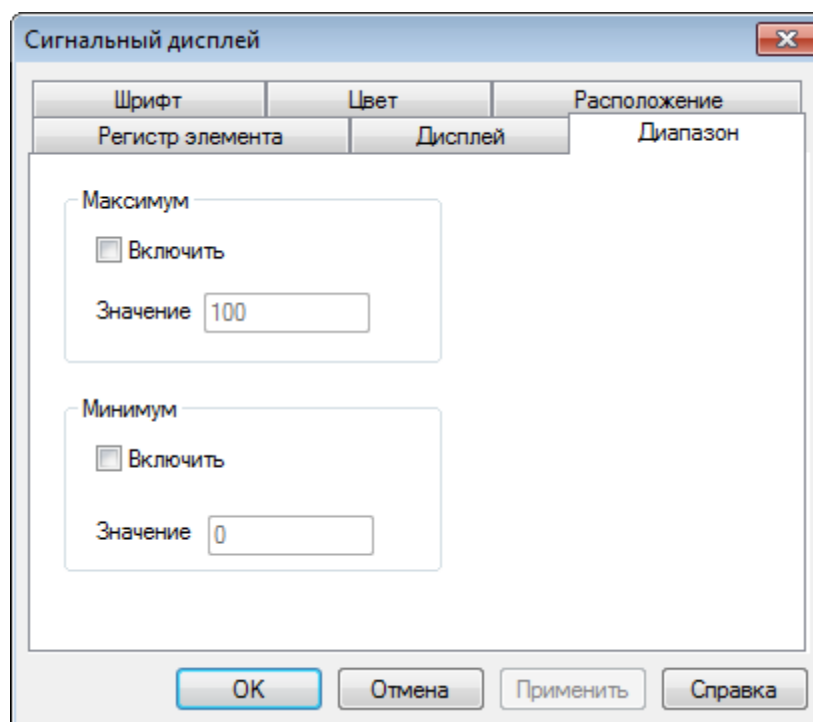 Сигнальный дисплей
Шрифт Цвет Расположение
Регистр элемента Дисплей Диапазон
Максимум
Включить
Значение 100
Минимум
Включить
Значение 0
OK Отмена Применить Справка